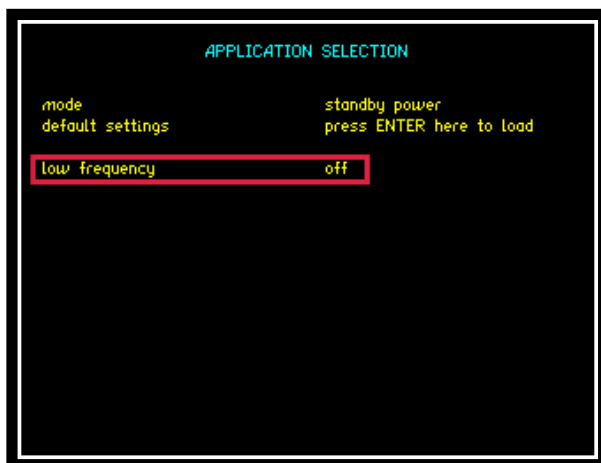 APPLICATION SELECTION
mode standby power
default settings press ENTER here to load
low frequency off